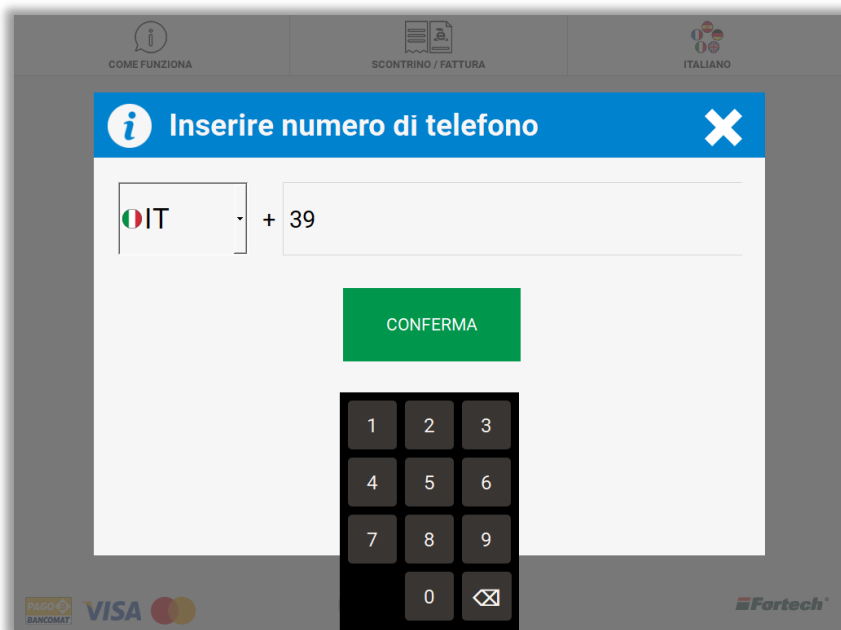 COME FUNZIONA
SCONTRINO / FATTURA
ITALIANO
i Inserire numero di telefono
IT + 39
CONFERMA
1 2 3
4 5 6
7 8 9
0
PAGO
BANCOMAT
VISA
Fortech